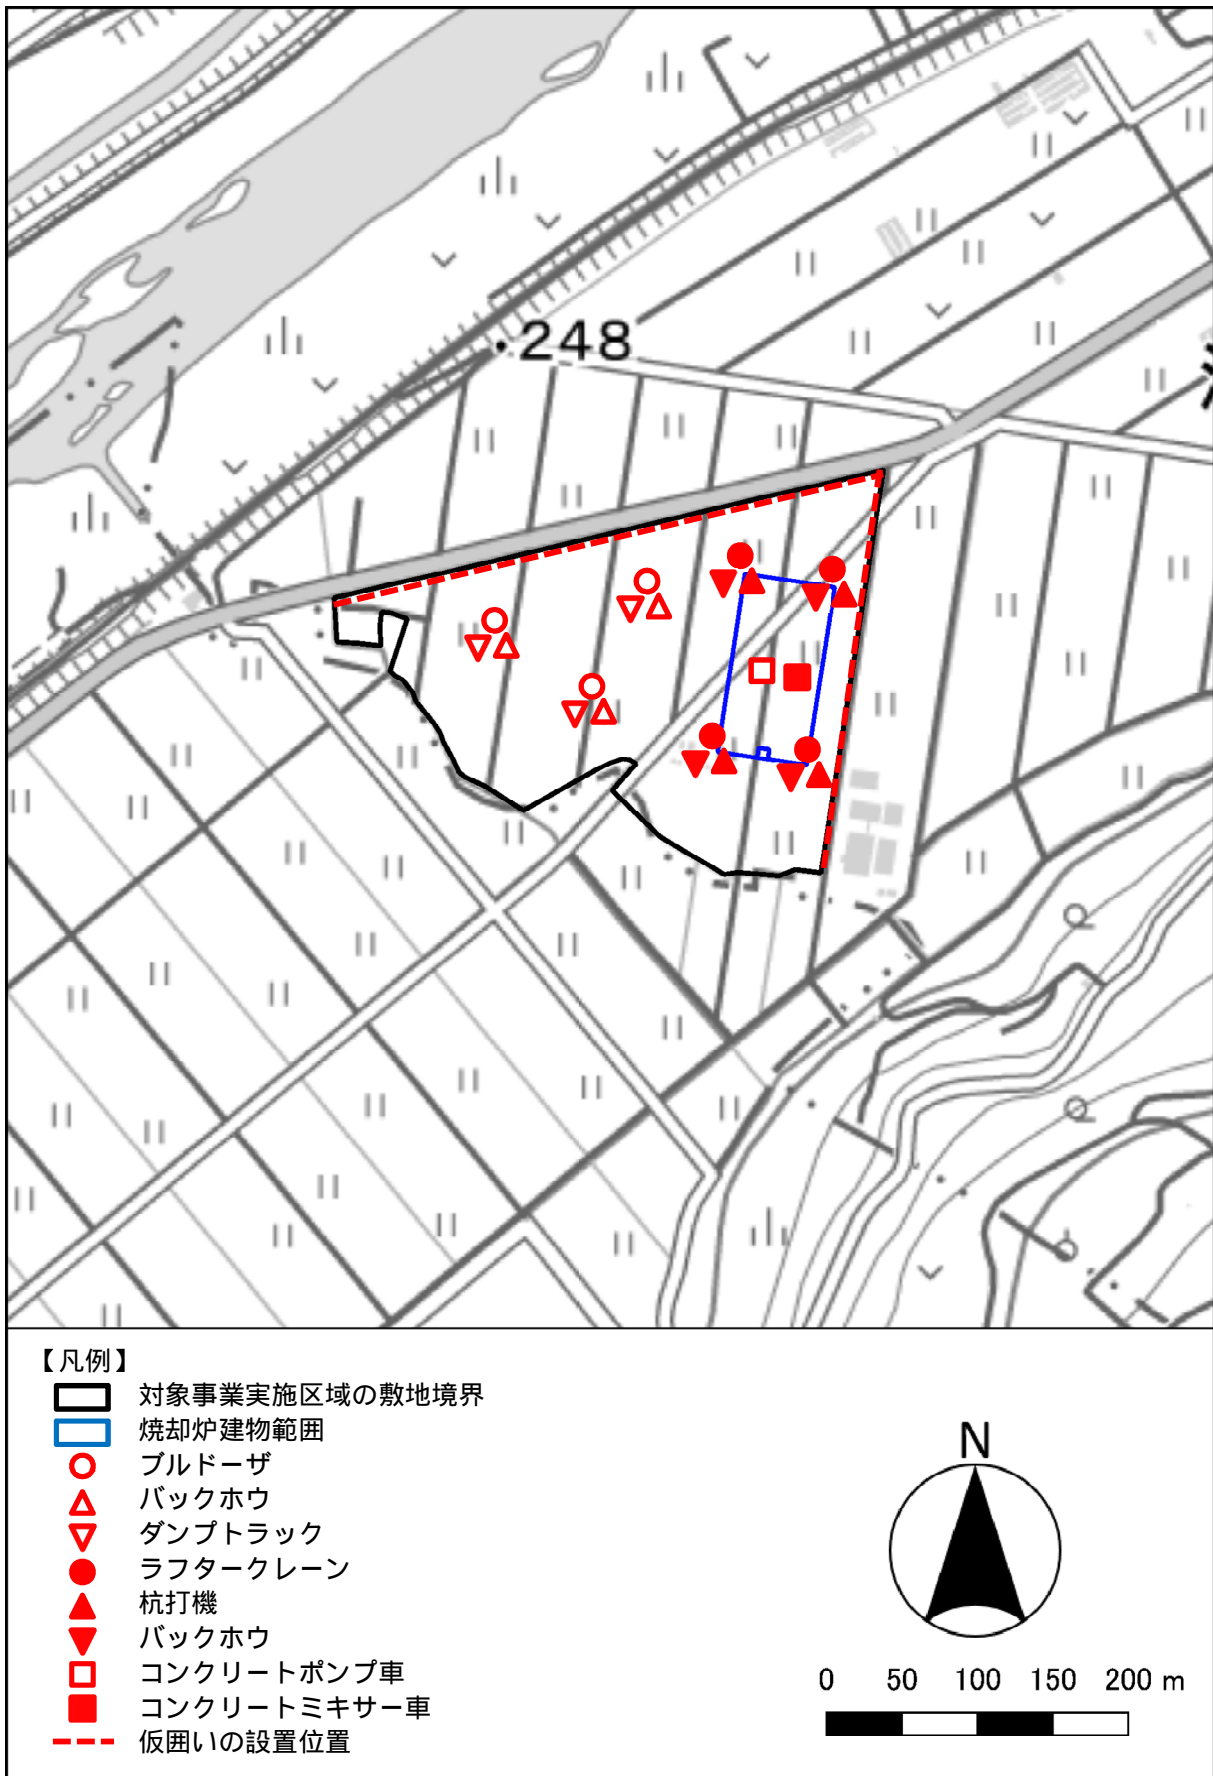 248
【凡例】
対象事業実施区域の敷地境界
焼却炉建物範囲
ブルドーザ
バックホウ
ダンプトラック
ラフタークレーン
杭打機
バックホウ
コンクリートポンプ車
コンクリートミキサー車
仮囲いの設置位置
N
0 50 100 150 200 m